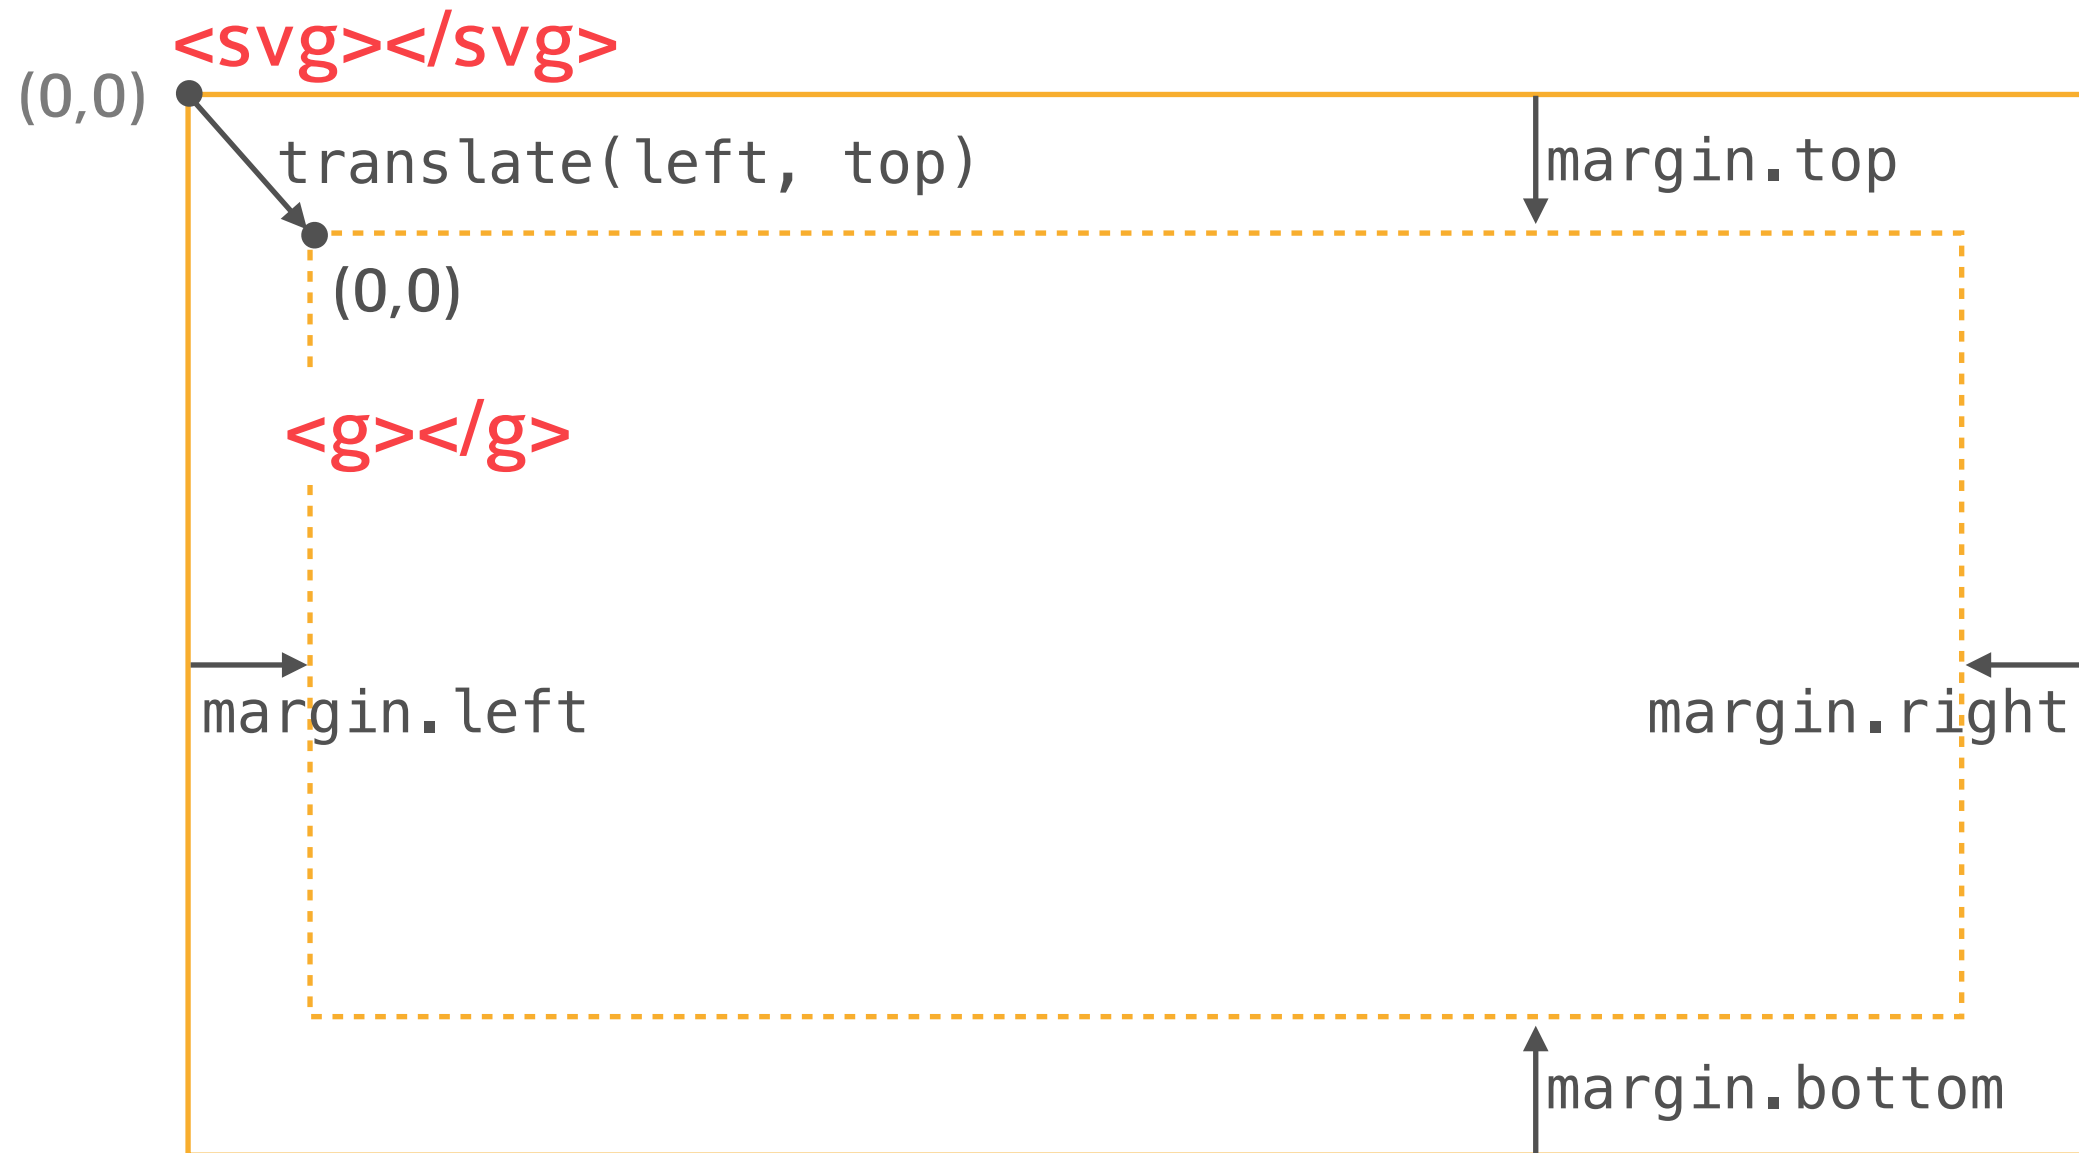 <svg></svg>
(0,0)
translate(left, top)
margin.top
(0,0)
<g></g>
margin.left
margin.right
margin.bottom